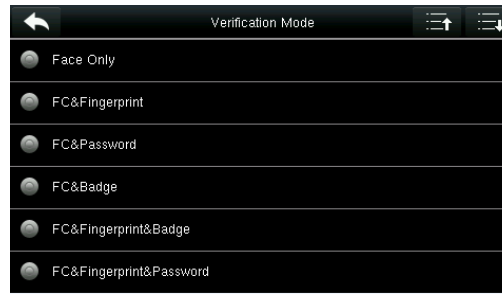 Verification Mode
Face Only
FC&Fingerprint
FC&Password
FC&Badge
FC&Fingerprint&Badge
FC&Fingerprint&Password